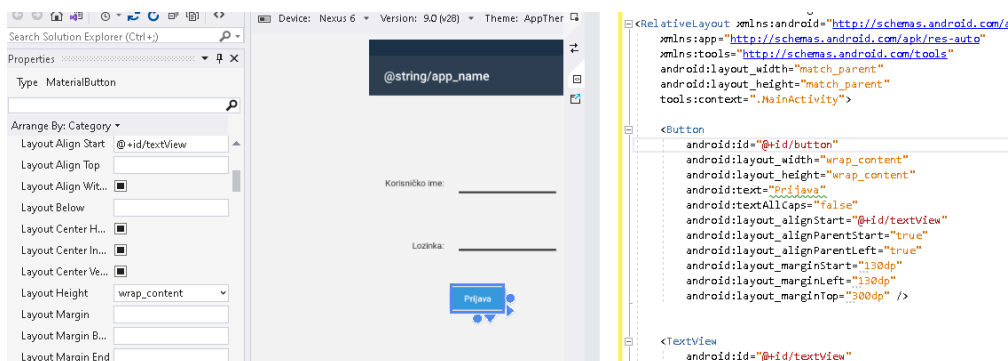 Device: Nexus 6 Version: 9.0 (v28) Theme: AppTher
Search Solution Explorer (Ctrl+;)
Properties
Type MaterialButton
Arrange By: Category
Layout Align Start @+id/textView
Layout Align Top
Layout Align Wit...
Layout Below
Layout Center H...
Layout Center In...
Layout Center Ve...
Layout Height wrap_content
Layout Margin
Layout Margin B...
Layout Margin End
@string/app_name
Korisničko ime:
Lozinka:
Prijava
<RelativeLayout xmlns:android="http://schemas.android.com/a
xmlns:app="http://schemas.android.com/apk/res-auto"
xmlns:tools="http://schemas.android.com/tools"
android:layout_width="match_parent"
android:layout_height="match_parent"
tools:context=".MainActivity">
<Button
android:id="@+id/button"
android:layout_width="wrap_content"
android:layout_height="wrap_content"
android:text="Prijava"
android:textAllCaps="false"
android:layout_alignStart="@+id/textView"
android:layout_alignParentStart="true"
android:layout_alignParentLeft="true"
android:layout_marginStart="130dp"
android:layout_marginLeft="130dp"
android:layout_marginTop="300dp" />
<TextView
android:id="@+id/textView"